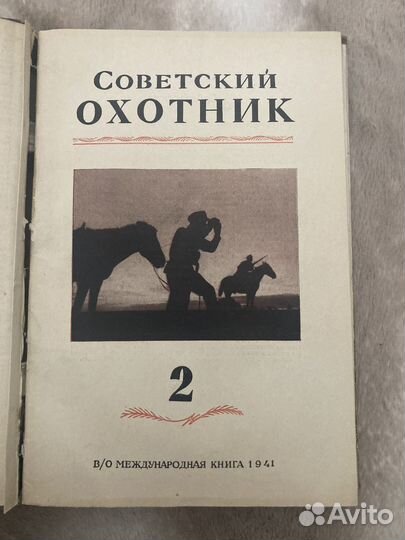 СОВЕТСКИЙ
ОХОТНИК
2
В/О МЕЖДУНАРОДНАЯ КНИГА 1941
Avito